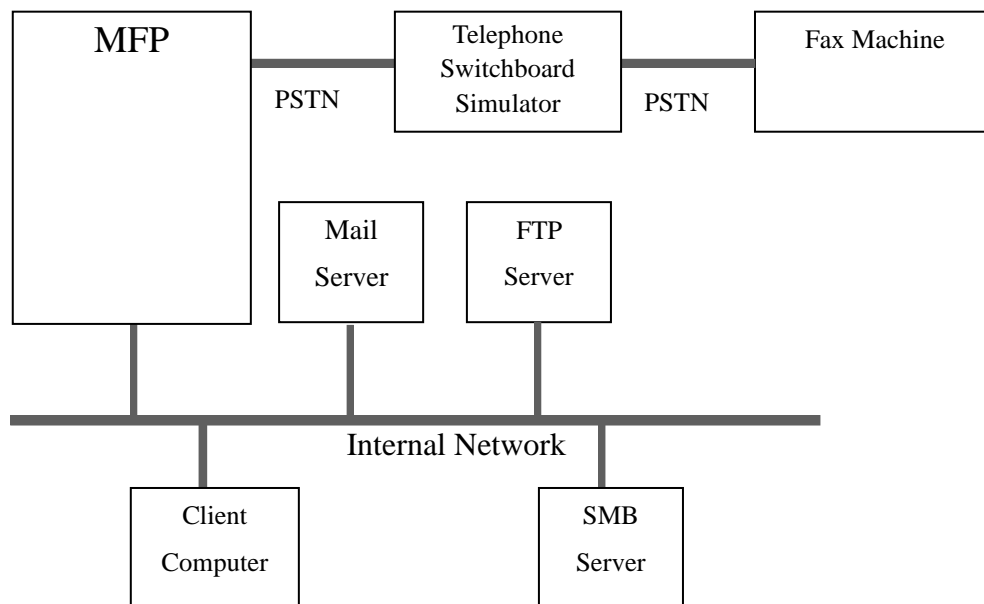 MFP
Telephone
Switchboard
Simulator
Fax Machine
PSTN
PSTN
Mail
Server
FTP
Server
Internal Network
Client
Computer
SMB
Server